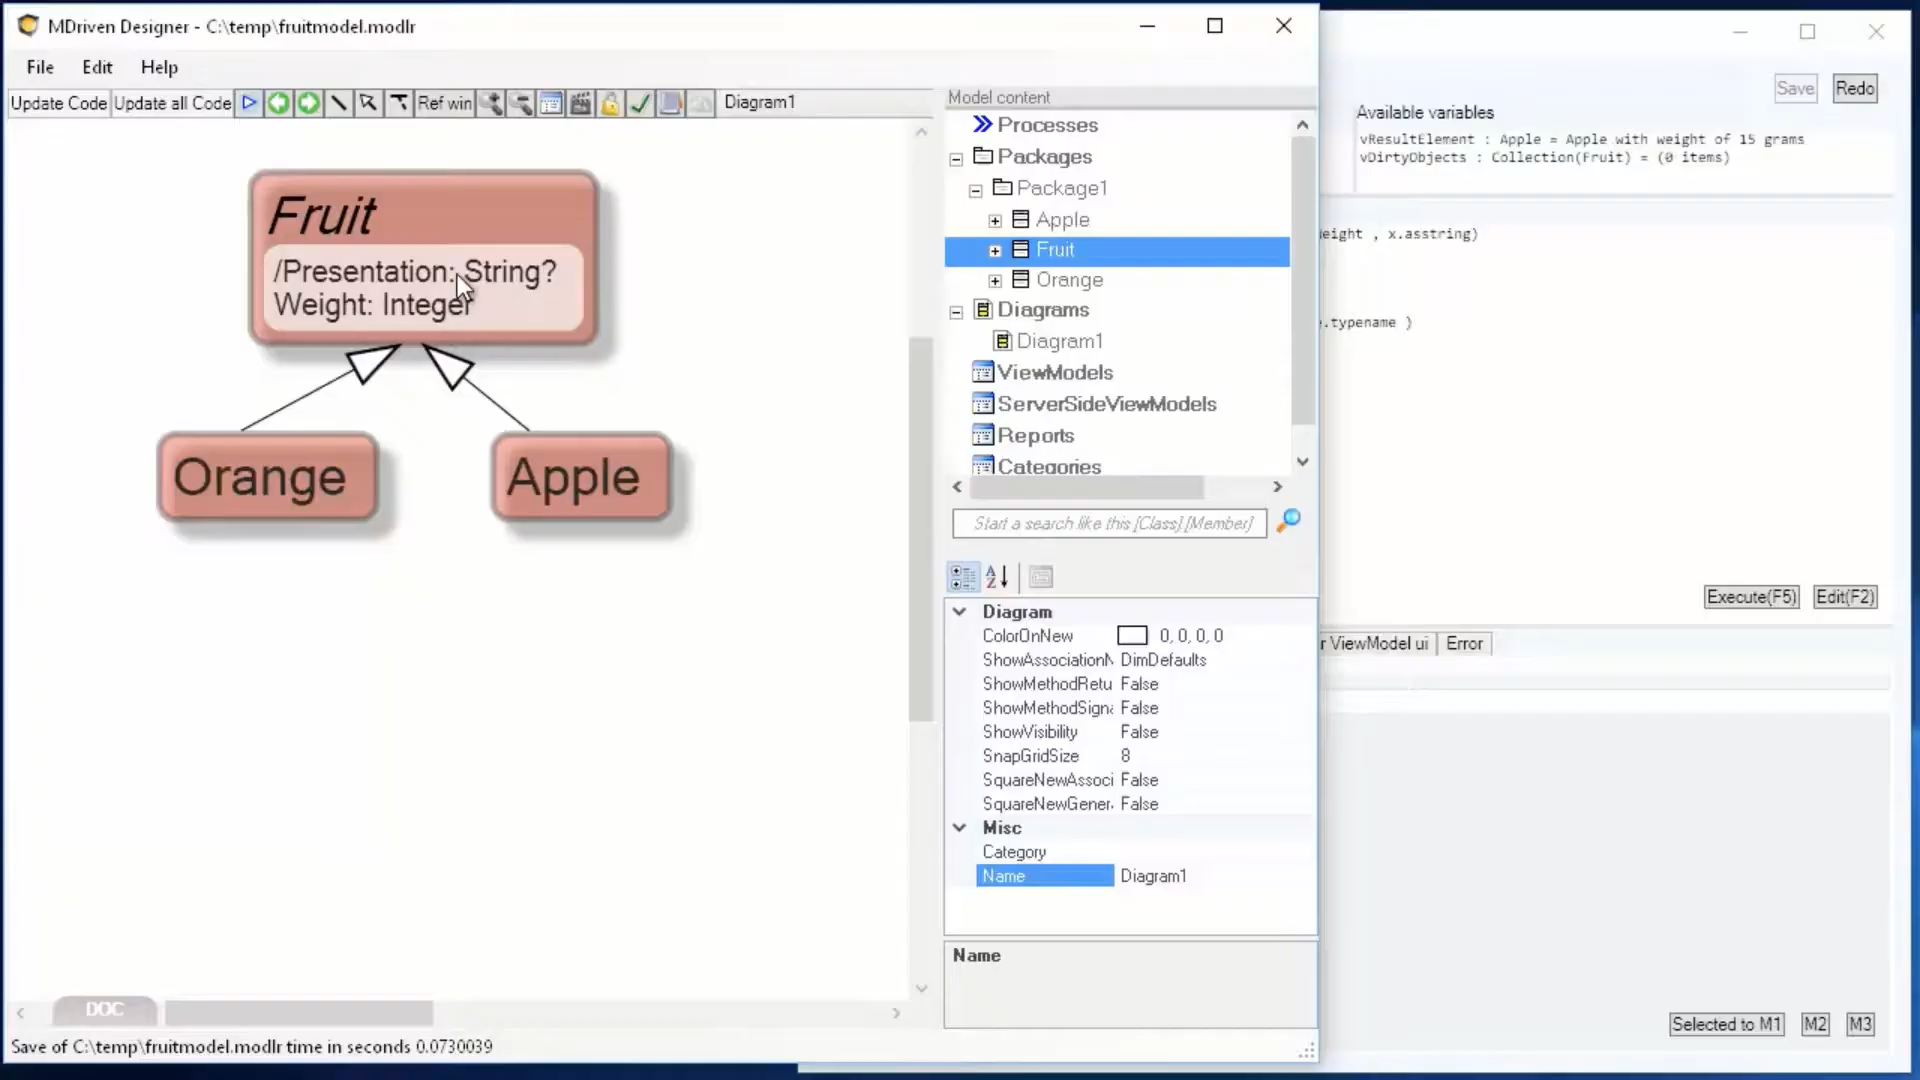 MDriven Designer - C:\temp\fruitmodel.modlr
File Edit Help
Update Code Update all Code Ref win Diagram1
Fruit
/Presentation: String?
Weight: Integer
Orange Apple
DOC
Save of C:\temp\fruitmodel.modlr time in seconds 0.0730039
Model content
Processes
Packages
Package1
Apple
Fruit
Orange
Diagrams
Diagram1
ViewModels
ServerSideViewModels
Reports
Categories
Start a search like this [Class].[Member]
Diagram
ColorOnNew 0, 0, 0, 0
ShowAssociationN DimDefaults
ShowMethodRetu False
ShowMethodSigna False
ShowVisibility False
SnapGridSize 8
SquareNewAssoci False
SquareNewGener False
Misc
Category
Name Diagram1
Name
Save Redo
Available variables
vResultElement : Apple = Apple with weight of 15 grams
vDirtyObjects : Collection(Fruit) = (0 items)
eight , x.asstring)
e.typename )
Execute(F5) Edit(F2)
r ViewModel ui Error
Selected to M1 M2 M3